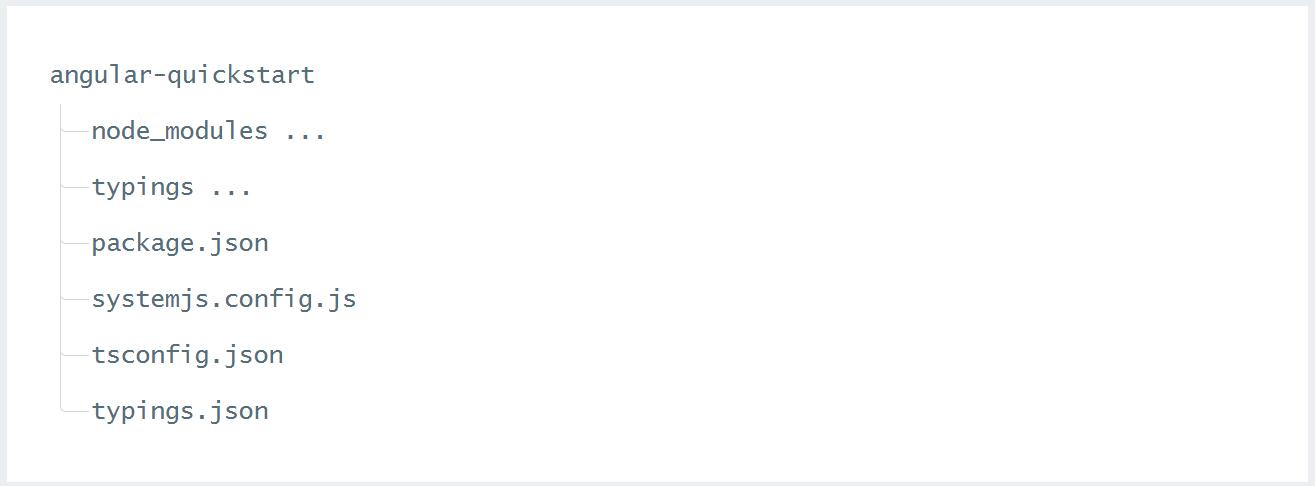 angular-quickstart
node_modules ...
typings ...
package.json
systemjs.config.js
tsconfig.json
typings.json